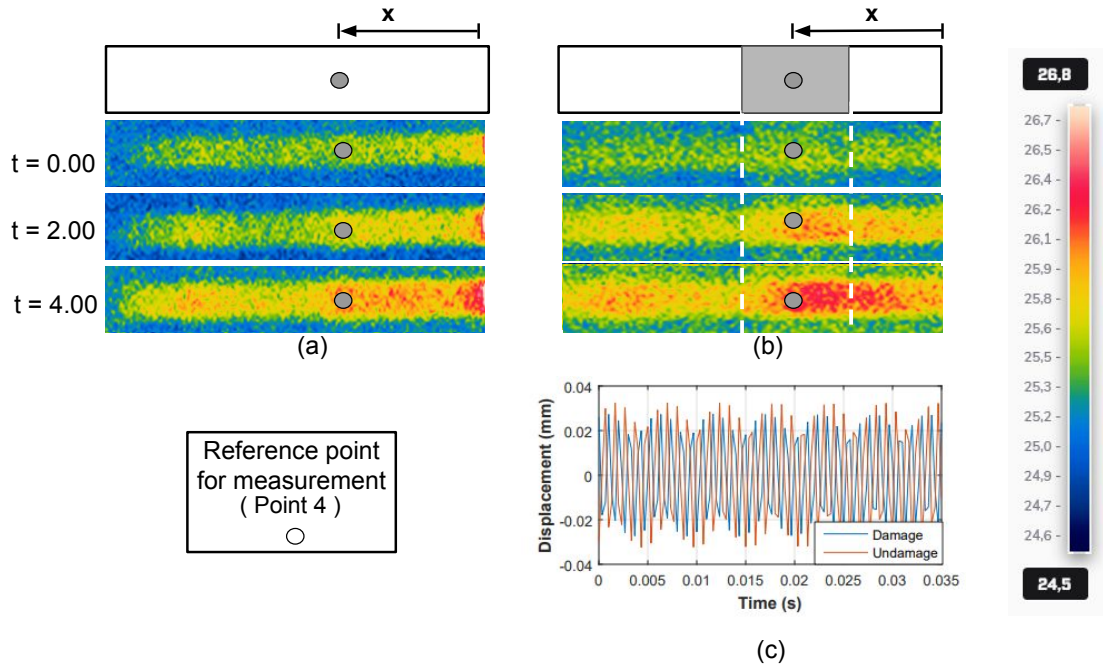 x
x
t = 0.00
t = 2.00
t = 4.00
(a)
(b)
26,8
26,7 -
26,5 -
26,4 -
26,2 -
26,1 -
25,9 -
25,8 -
25,6 -
25,5 -
25,3 -
25,2 -
25,0 -
24,9 -
24,7 -
24,6 -
24,5
Reference point
for measurement
( Point 4 )
Displacement (mm)
0.04
0.02
0
-0.02
-0.04
Damage
Undamage
0 0.005 0.01 0.015 0.02 0.025 0.03 0.035
Time (s)
(c)